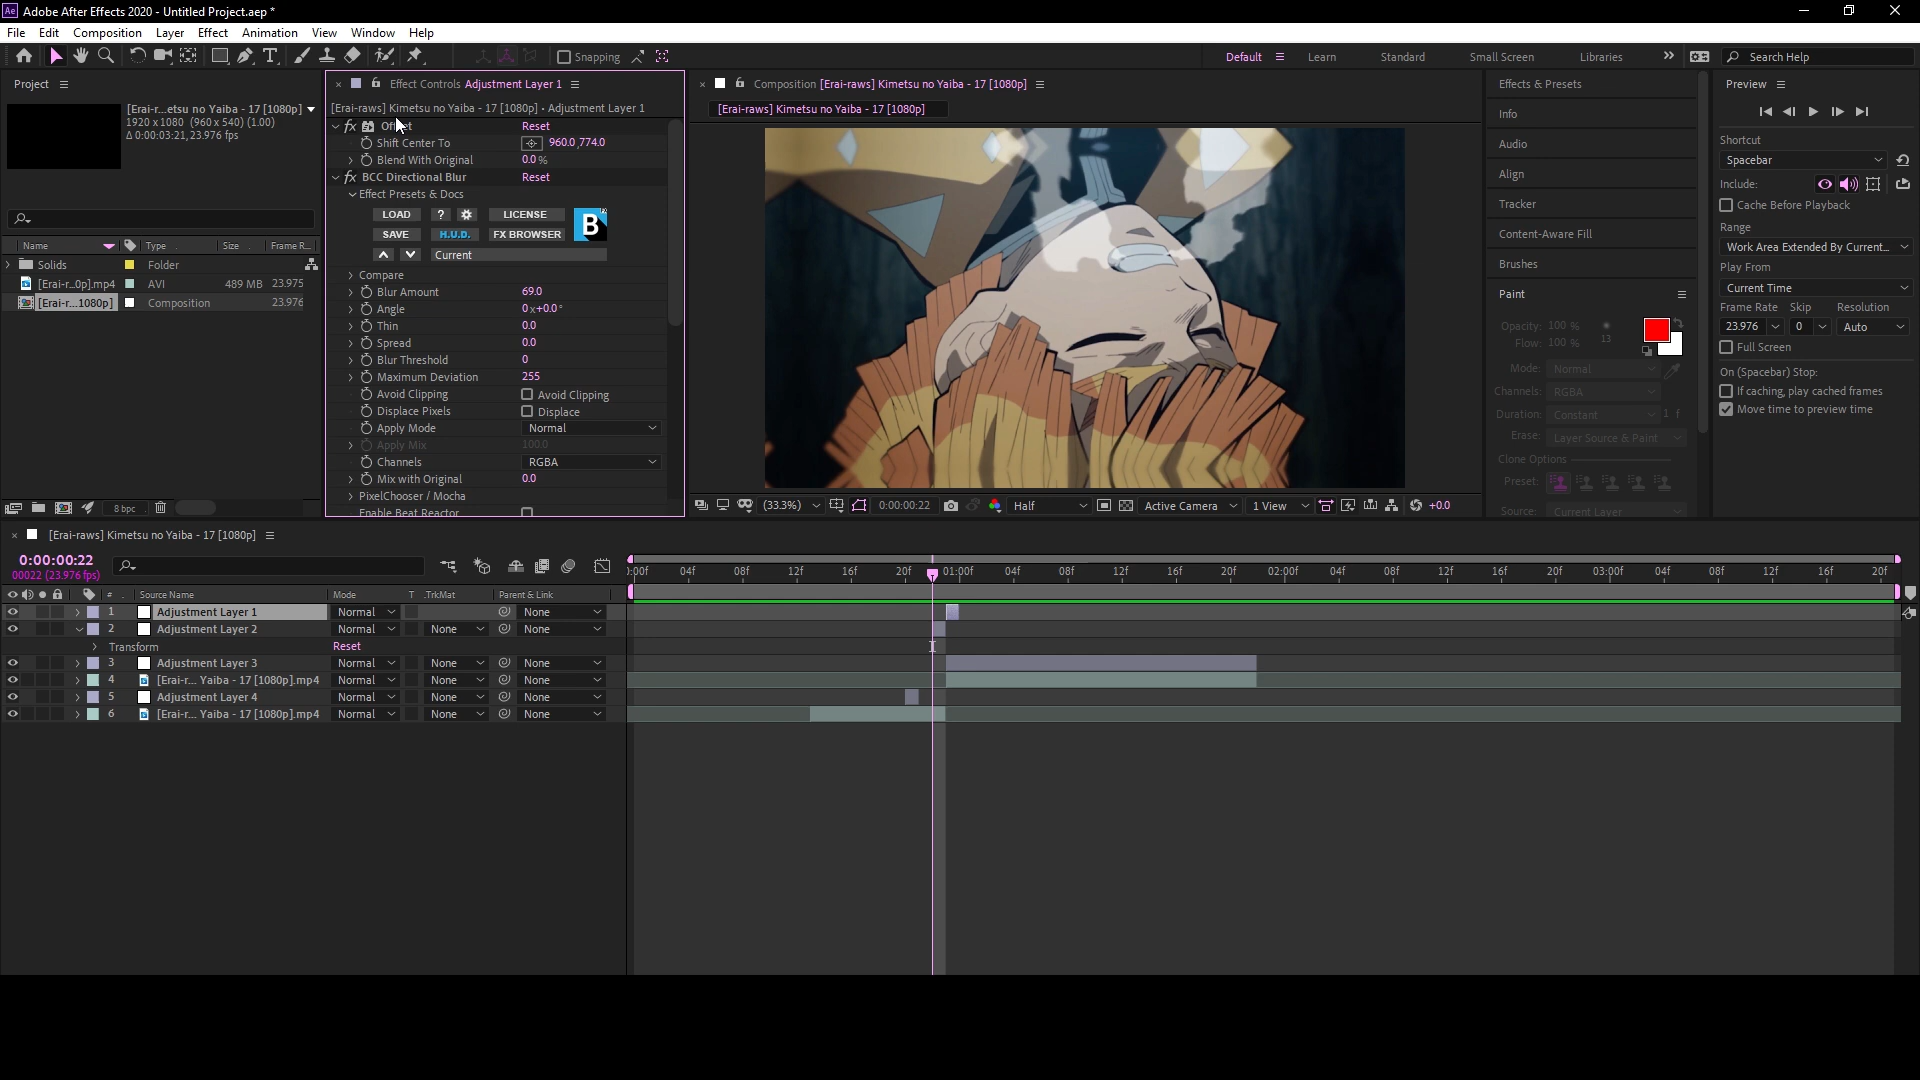 Adobe After Effects 2020 - Untitled Project.aep *
File Edit Composition Layer Effect Animation View Window Help
Snapping
Default Learn Standard Small Screen Libraries Search Help
Project
[Erai-r...etsu no Yaiba - 17 [1080p]
1920 x 1080 (960 x 540) (1.00)
Δ 0:00:03:21, 23.976 fps
Name Type Size Frame R...
Solids Folder
[Erai-r...0p].mp4 AVI 489 MB 23.975
[Erai-r...1080p] Composition 23.976
8 bpc
Effect Controls Adjustment Layer 1
[Erai-raws] Kimetsu no Yaiba - 17 [1080p] • Adjustment Layer 1
fx Offset Reset
Shift Center To 960.0,774.0
Blend With Original 0.0 %
fx BCC Directional Blur Reset
Effect Presets & Docs
LOAD ? LICENSE
SAVE H.U.D. FX BROWSER B
Current
Compare
Blur Amount 69.0
Angle 0x+0.0°
Thin 0.0
Spread 0.0
Blur Threshold 0
Maximum Deviation 255
Avoid Clipping Avoid Clipping
Displace Pixels Displace
Apply Mode Normal
Apply Mix 100.0
Channels RGBA
Mix with Original 0.0
PixelChooser / Mocha
Enable Beat Reactor
Composition [Erai-raws] Kimetsu no Yaiba - 17 [1080p]
[Erai-raws] Kimetsu no Yaiba - 17 [1080p]
(33.3%) 0:00:00:22 Half Active Camera 1 View +0.0
Effects & Presets
Info
Audio
Align
Tracker
Content-Aware Fill
Brushes
Paint
Opacity: 100 %
Flow: 100 % 13
Mode: Normal
Channels: RGBA
Duration: Constant 1 f
Erase: Layer Source & Paint
Clone Options
Preset:
Source: Current Layer
Preview
Shortcut
Spacebar
Include:
Cache Before Playback
Range
Work Area Extended By Current...
Play From
Current Time
Frame Rate Skip Resolution
23.976 0 Auto
Full Screen
On (Spacebar) Stop:
If caching, play cached frames
Move time to preview time
[Erai-raws] Kimetsu no Yaiba - 17 [1080p]
0:00:00:22
00022 (23.976 fps)
):00f 04f 08f 12f 16f 20f 01:00f 04f 08f 12f 16f 20f 02:00f 04f 08f 12f 16f 20f 03:00f 04f 08f 12f 16f 20f
# Source Name Mode T .TrkMat Parent & Link
1 Adjustment Layer 1 Normal None
2 Adjustment Layer 2 Normal None None
Transform Reset
3 Adjustment Layer 3 Normal None None
4 [Erai-r... Yaiba - 17 [1080p].mp4 Normal None None
5 Adjustment Layer 4 Normal None None
6 [Erai-r... Yaiba - 17 [1080p].mp4 Normal None None